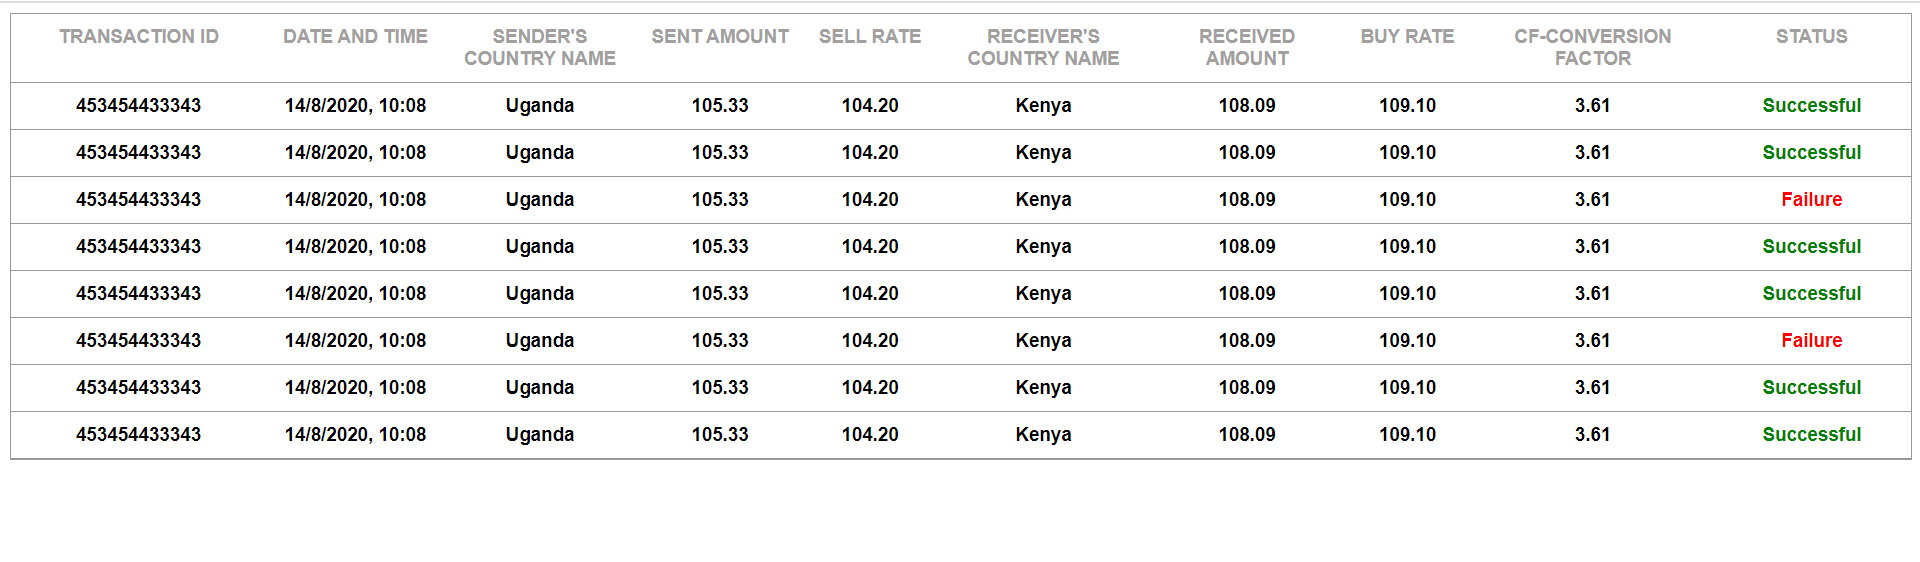 TRANSACTION ID DATE AND TIME SENDER'S COUNTRY NAME SENT AMOUNT SELL RATE RECEIVER'S COUNTRY NAME RECEIVED AMOUNT BUY RATE CF-CONVERSION FACTOR STATUS
453454433343 14/8/2020, 10:08 Uganda 105.33 104.20 Kenya 108.09 109.10 3.61 Successful
453454433343 14/8/2020, 10:08 Uganda 105.33 104.20 Kenya 108.09 109.10 3.61 Successful
453454433343 14/8/2020, 10:08 Uganda 105.33 104.20 Kenya 108.09 109.10 3.61 Failure
453454433343 14/8/2020, 10:08 Uganda 105.33 104.20 Kenya 108.09 109.10 3.61 Successful
453454433343 14/8/2020, 10:08 Uganda 105.33 104.20 Kenya 108.09 109.10 3.61 Successful
453454433343 14/8/2020, 10:08 Uganda 105.33 104.20 Kenya 108.09 109.10 3.61 Failure
453454433343 14/8/2020, 10:08 Uganda 105.33 104.20 Kenya 108.09 109.10 3.61 Successful
453454433343 14/8/2020, 10:08 Uganda 105.33 104.20 Kenya 108.09 109.10 3.61 Successful